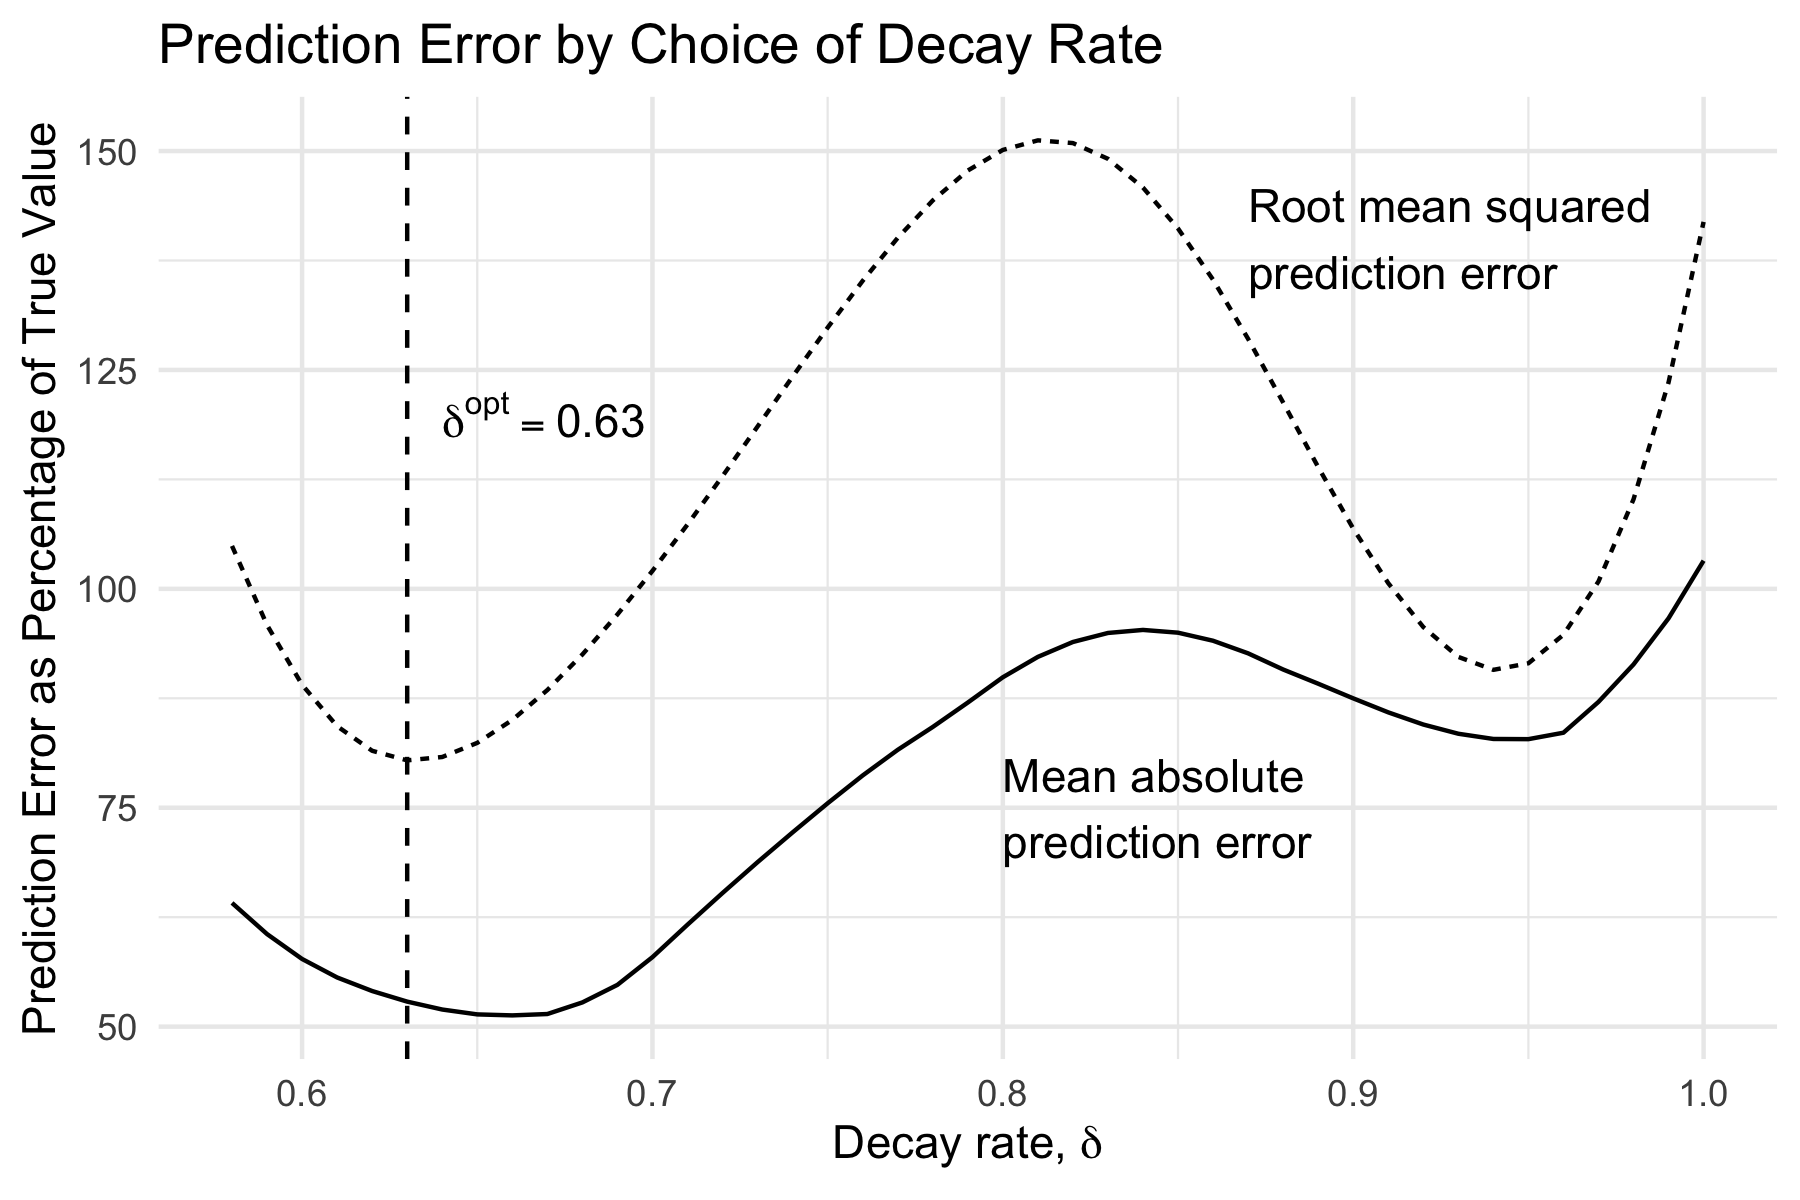 Prediction Error by Choice of Decay Rate
Prediction Error as Percentage of True Value
150
125
100
75
50
Root mean squared
prediction error
δ^opt = 0.63
Mean absolute
prediction error
0.6
0.7
0.8
0.9
1.0
Decay rate, δ